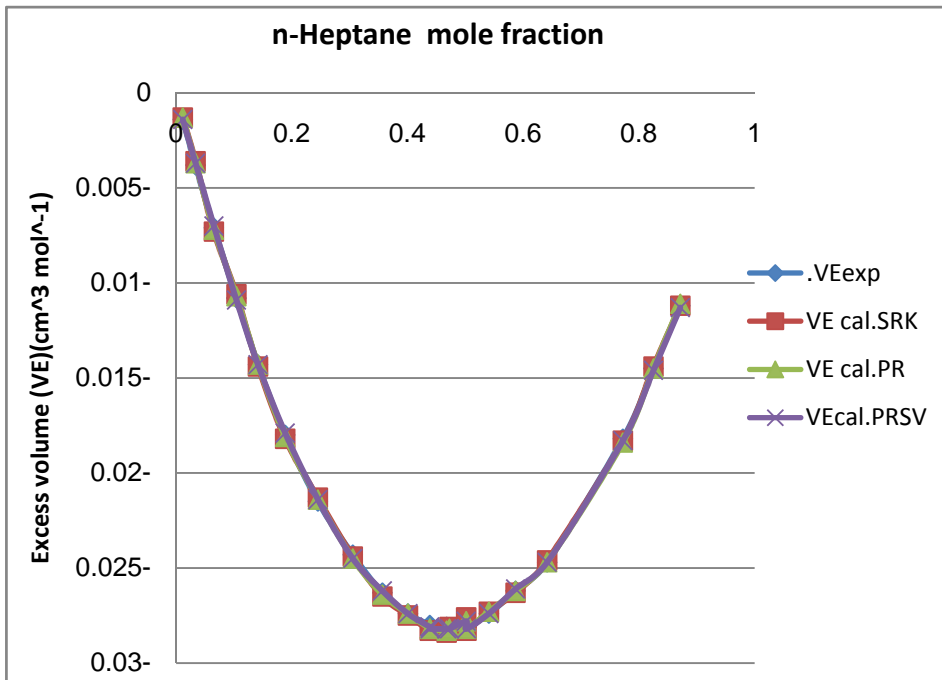 n-Heptane mole fraction
0
0 0.2 0.4 0.6 0.8 1
0.005-
0.01-
0.015-
0.02-
0.025-
0.03-
Excess volume (VE)(cm^3 mol^-1)
.VEexp
VE cal.SRK
VE cal.PR
VEcal.PRSV